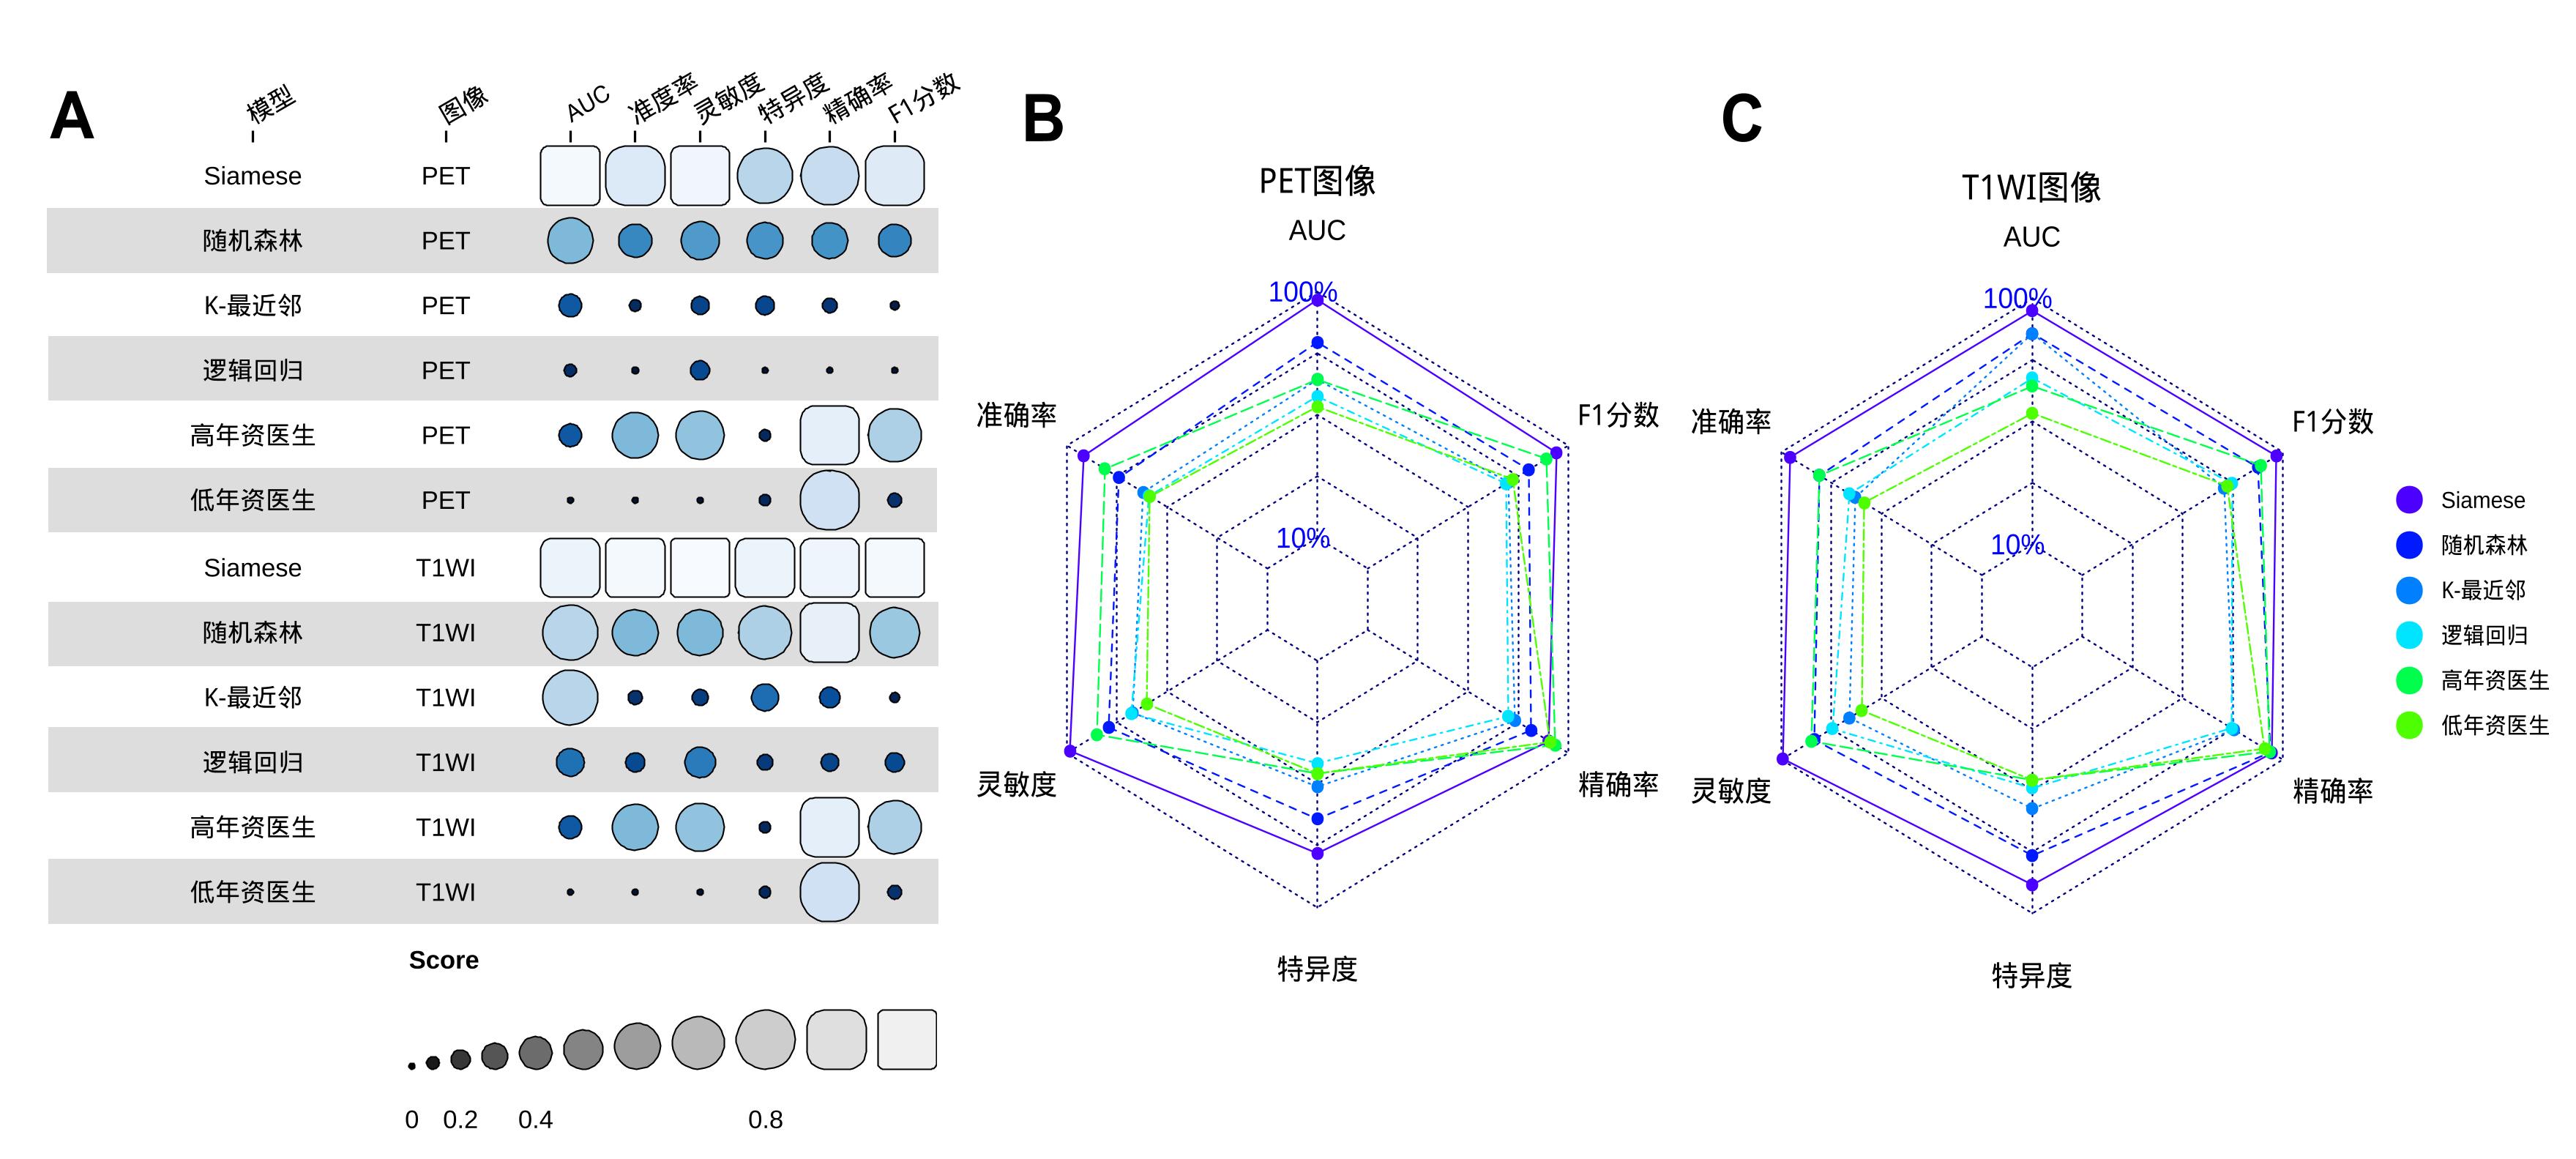 A
模型 图像 AUC 准度率 灵敏度 特异度 精确率 F1分数
Siamese PET
随机森林 PET
K-最近邻 PET
逻辑回归 PET
高年资医生 PET
低年资医生 PET
Siamese T1WI
随机森林 T1WI
K-最近邻 T1WI
逻辑回归 T1WI
高年资医生 T1WI
低年资医生 T1WI
Score
0 0.2 0.4 0.8
B
PET图像
AUC
100%
准确率 F1分数
10%
灵敏度 精确率
特异度
C
T1WI图像
AUC
100%
准确率 F1分数
10%
灵敏度 精确率
特异度
Siamese
随机森林
K-最近邻
逻辑回归
高年资医生
低年资医生